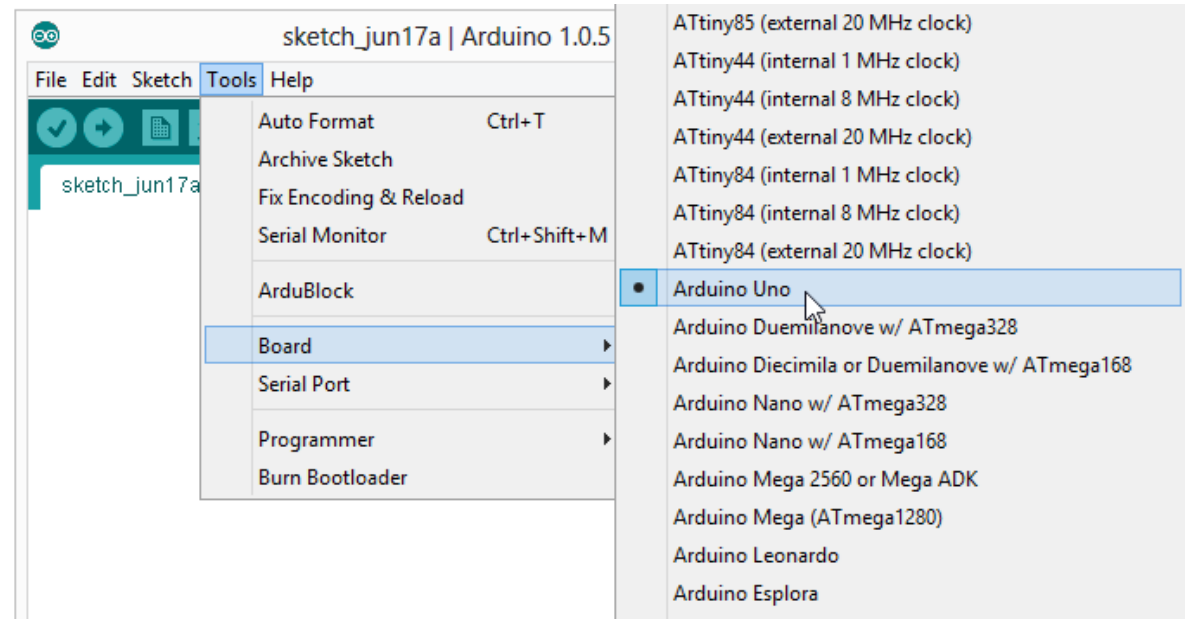 sketch_jun17a | Arduino 1.0.5
File Edit Sketch Tools Help
sketch_jun17a
Auto Format Ctrl+T
Archive Sketch
Fix Encoding & Reload
Serial Monitor Ctrl+Shift+M
ArduBlock
Board
Serial Port
Programmer
Burn Bootloader
ATtiny85 (external 20 MHz clock)
ATtiny44 (internal 1 MHz clock)
ATtiny44 (internal 8 MHz clock)
ATtiny44 (external 20 MHz clock)
ATtiny84 (internal 1 MHz clock)
ATtiny84 (internal 8 MHz clock)
ATtiny84 (external 20 MHz clock)
Arduino Uno
Arduino Duemilanove w/ ATmega328
Arduino Diecimila or Duemilanove w/ ATmega168
Arduino Nano w/ ATmega328
Arduino Nano w/ ATmega168
Arduino Mega 2560 or Mega ADK
Arduino Mega (ATmega1280)
Arduino Leonardo
Arduino Esplora